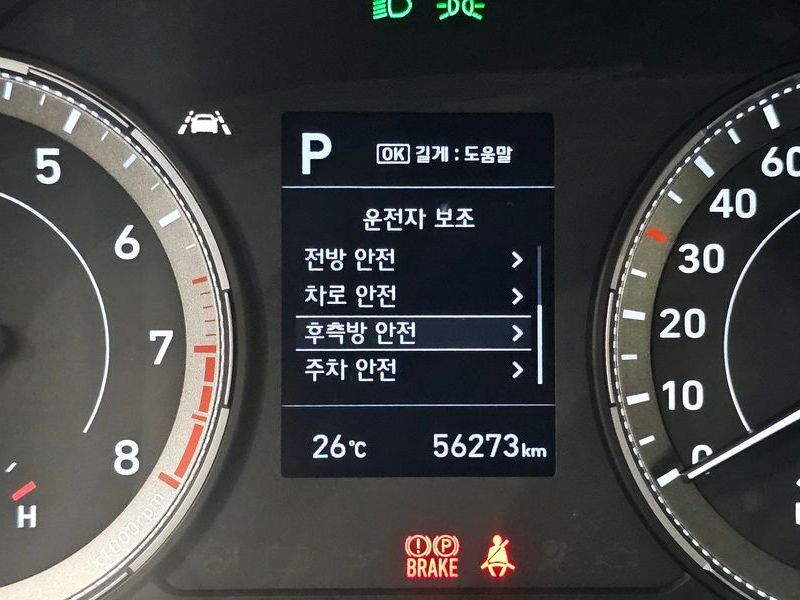 P OK 길게 : 도움말
운전자 보조
전방 안전
차로 안전
후측방 안전
주차 안전
26℃ 56273km
5
6
7
8
x1000rpm
H
60
40
30
20
10
0
(!) (P)
BRAKE